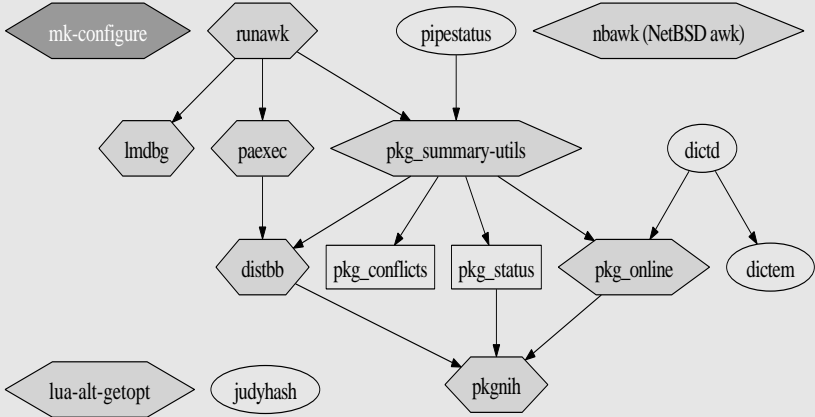 mk-configure
runawk
pipestatus
nbawk (NetBSD awk)
lmdbg
paexec
pkg_summary-utils
dictd
distbb
pkg_conflicts
pkg_status
pkg_online
dictem
lua-alt-getopt
judyhash
pkgnih